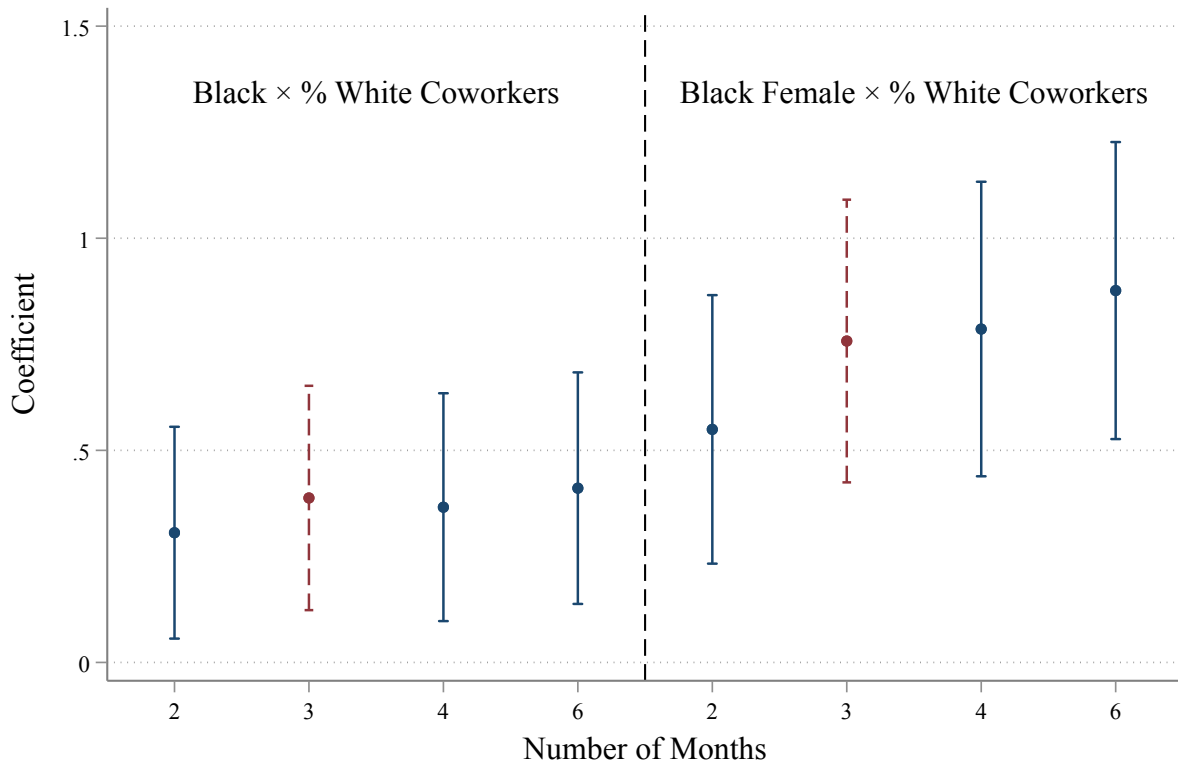 1.5
Black × % White Coworkers
Black Female × % White Coworkers
1
Coefficient
.5
0
2 3 4 6 2 3 4 6
Number of Months